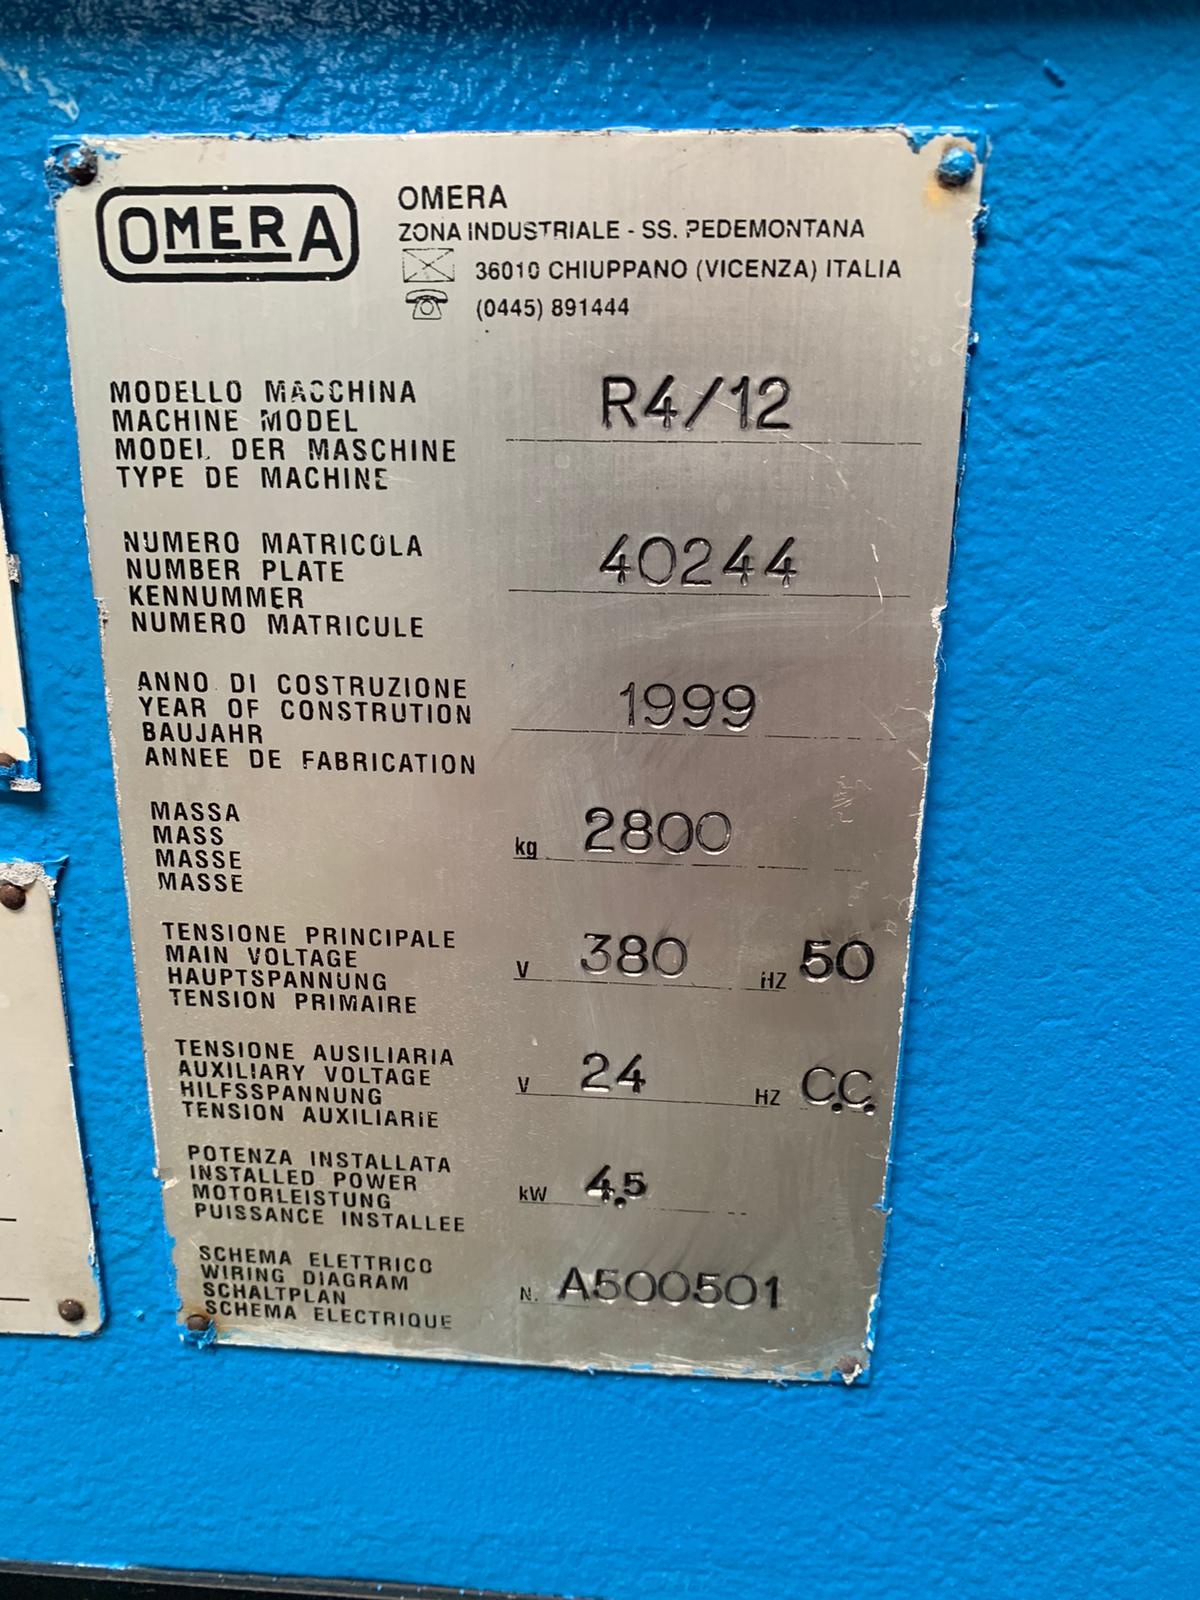 OMERA
OMERA
ZONA INDUSTRIALE - SS. PEDEMONTANA
36010 CHIUPPANO (VICENZA) ITALIA
(0445) 891444
MODELLO MACCHINA
MACHINE MODEL
MODEL DER MASCHINE
TYPE DE MACHINE
R4/12
NUMERO MATRICOLA
NUMBER PLATE
KENNUMMER
NUMERO MATRICULE
40244
ANNO DI COSTRUZIONE
YEAR OF CONSTRUTION
BAUJAHR
ANNEE DE FABRICATION
1999
MASSA
MASS
MASSE
MASSE
kg 2800
TENSIONE PRINCIPALE
MAIN VOLTAGE
HAUPTSPANNUNG
TENSION PRIMAIRE
V 380 HZ 50
TENSIONE AUSILIARIA
AUXILIARY VOLTAGE
HILFSSPANNUNG
TENSION AUXILIARIE
V 24 HZ C.C.
POTENZA INSTALLATA
INSTALLED POWER
MOTORLEISTUNG
PUISSANCE INSTALLEE
kW 4.5
SCHEMA ELETTRICO
WIRING DIAGRAM
SCHALTPLAN
SCHEMA ELECTRIQUE
N. A500501